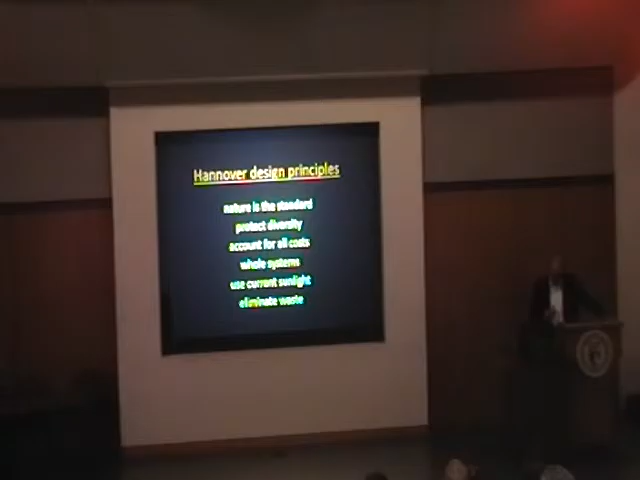 Hannover design principles
nature is the standard
protect diversity
account for all costs
whole systems
use current sunlight
eliminate waste